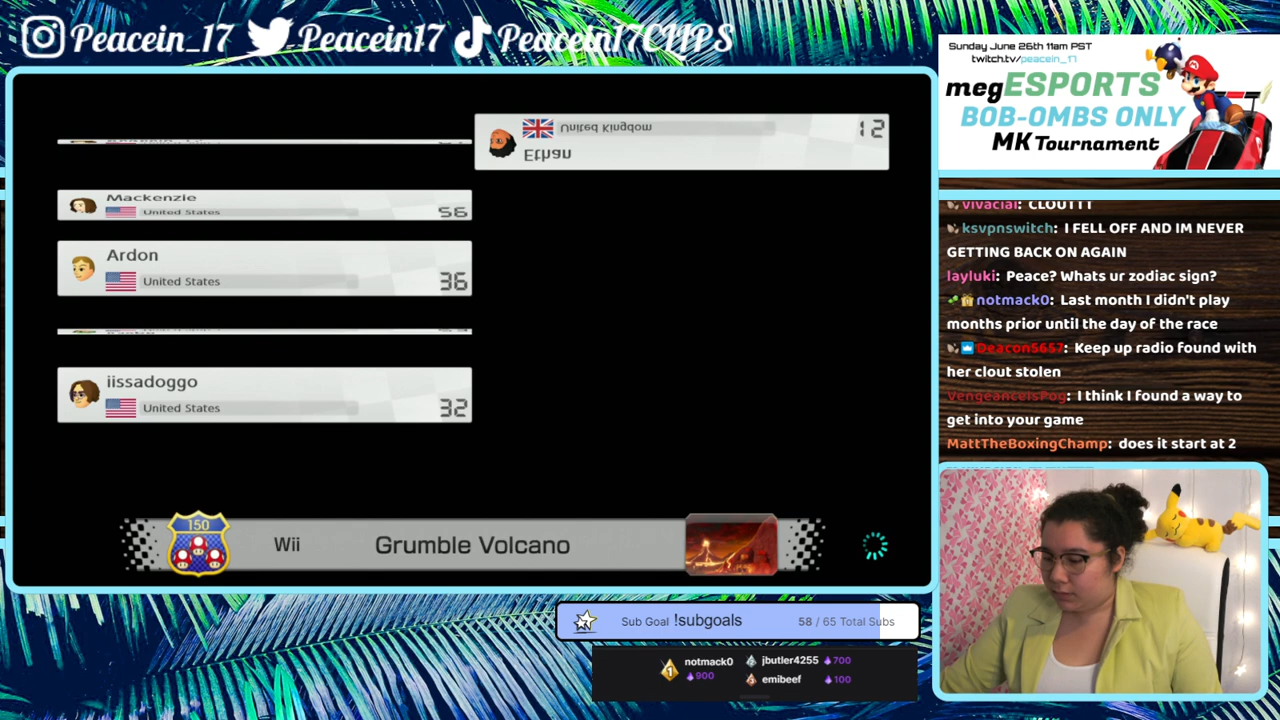 Peacein_17 Peacein17 Peacein17ClIPS
Sunday June 26th 11am PST
twitch.tv/peacein_17
megESPORTS
BOB-OMBS ONLY
MK Tournament
United Kingdom
12
Ethan
Mackenzie
United States
56
Ardon
United States
36
iissadoggo
United States
32
150
Wii
Grumble Volcano
vivacial: CLOUTTT
ksvpnswitch: I FELL OFF AND IM NEVER
GETTING BACK ON AGAIN
layluki: Peace? Whats ur zodiac sign?
notmack0: Last month I didn't play
months prior until the day of the race
Deacon5657: Keep up radio found with
her clout stolen
VengeanceIsPog: I think I found a way to
get into your game
MattTheBoxingChamp: does it start at 2
Sub Goal !subgoals 58 / 65 Total Subs
1 notmack0 900
2 jbutler4255 700
3 emibeef 100